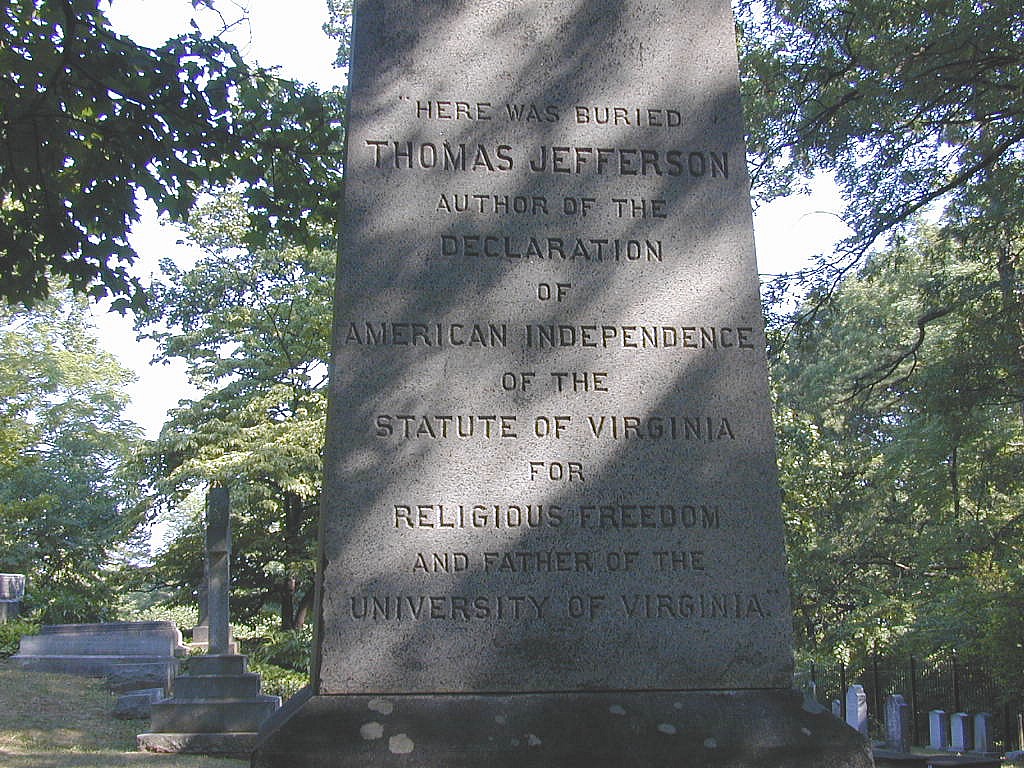 "HERE WAS BURIED
THOMAS JEFFERSON
AUTHOR OF THE
DECLARATION
OF
AMERICAN INDEPENDENCE
OF THE
STATUTE OF VIRGINIA
FOR
RELIGIOUS FREEDOM
AND FATHER OF THE
UNIVERSITY OF VIRGINIA."